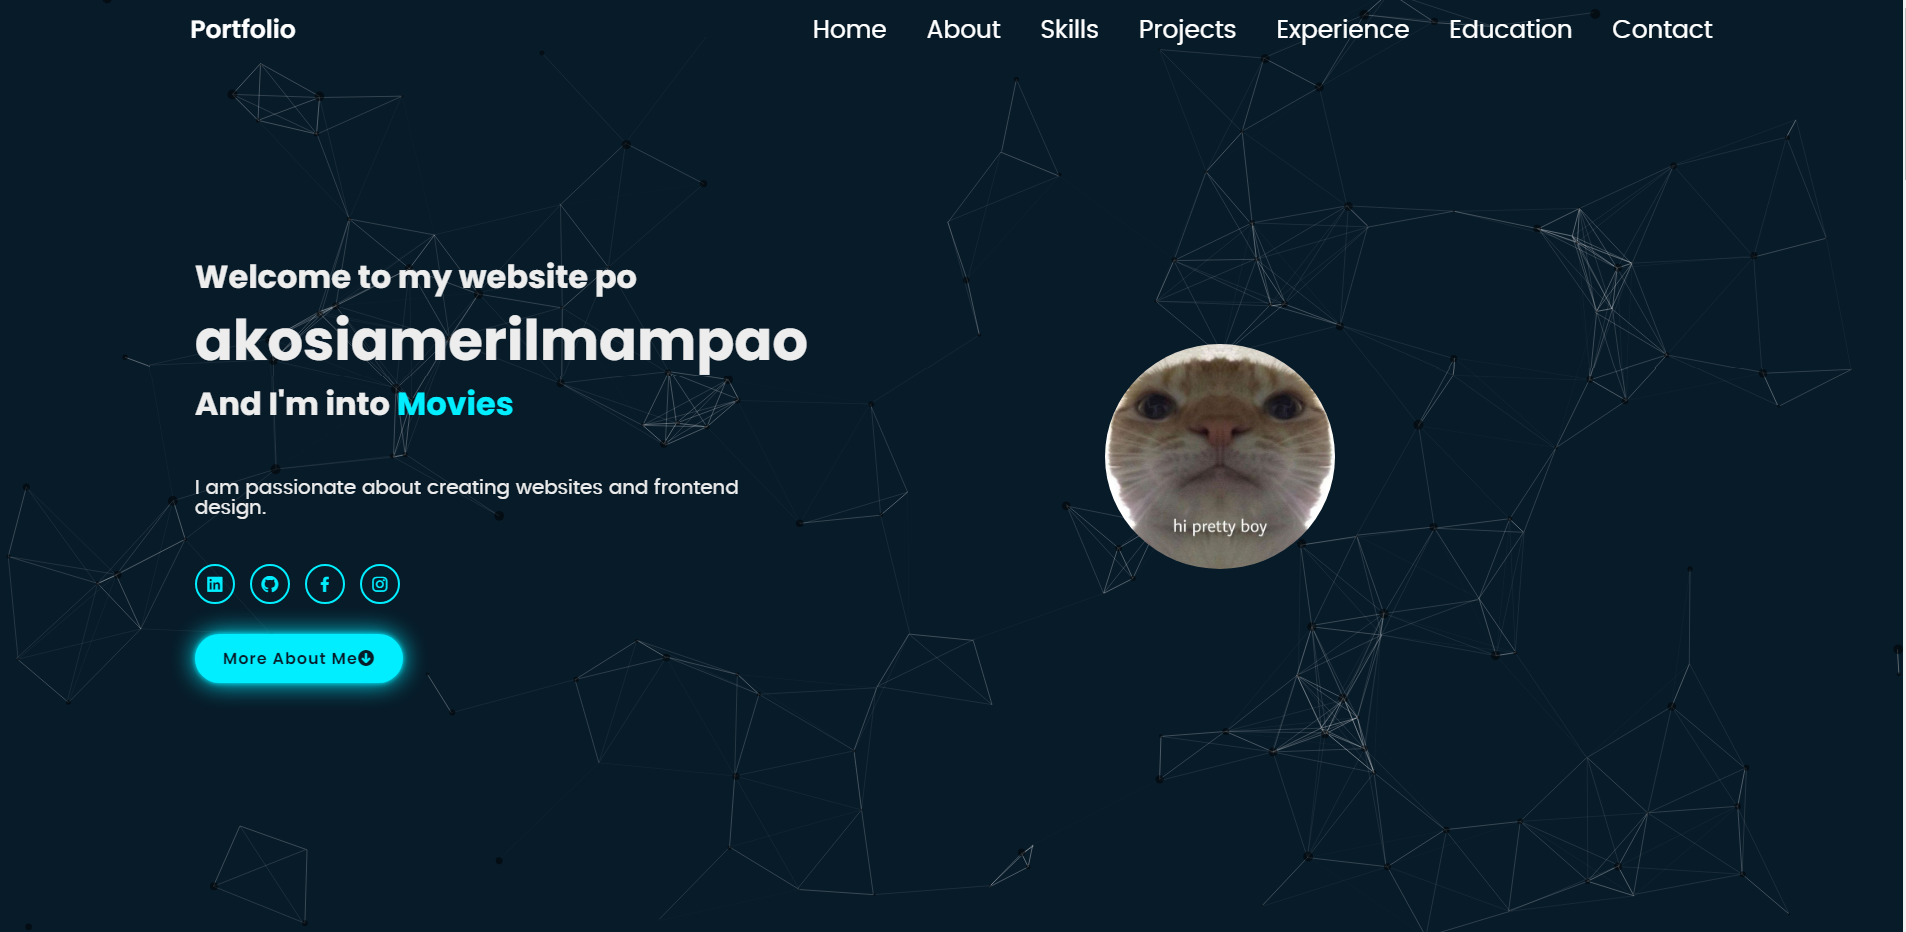 Portfolio
Home About Skills Projects Experience Education Contact
Welcome to my website po
akosiamerilmampao
And I'm into Movies
I am passionate about creating websites and frontend
design.
More About Me
hi pretty boy